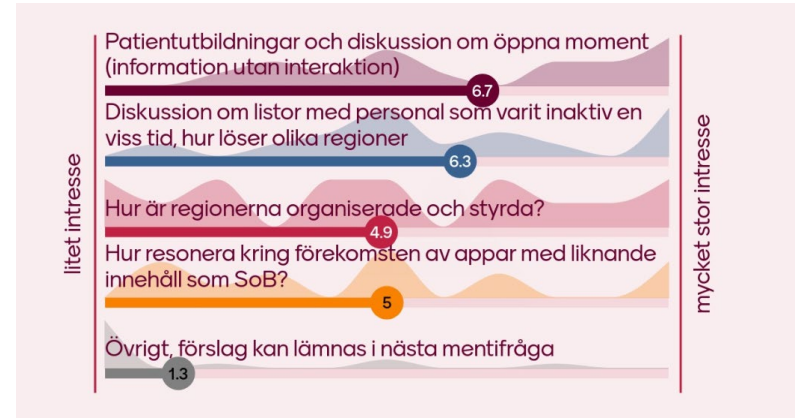 Patientutbildningar och diskussion om öppna moment
(information utan interaktion)
6.7
Diskussion om listor med personal som varit inaktiv en
viss tid, hur löser olika regioner
6.3
Hur är regionerna organiserade och styrda?
4.9
Hur resonera kring förekomsten av appar med liknande
innehåll som SoB?
5
Övrigt, förslag kan lämnas i nästa mentifråga
1.3
litet intresse
mycket stor intresse